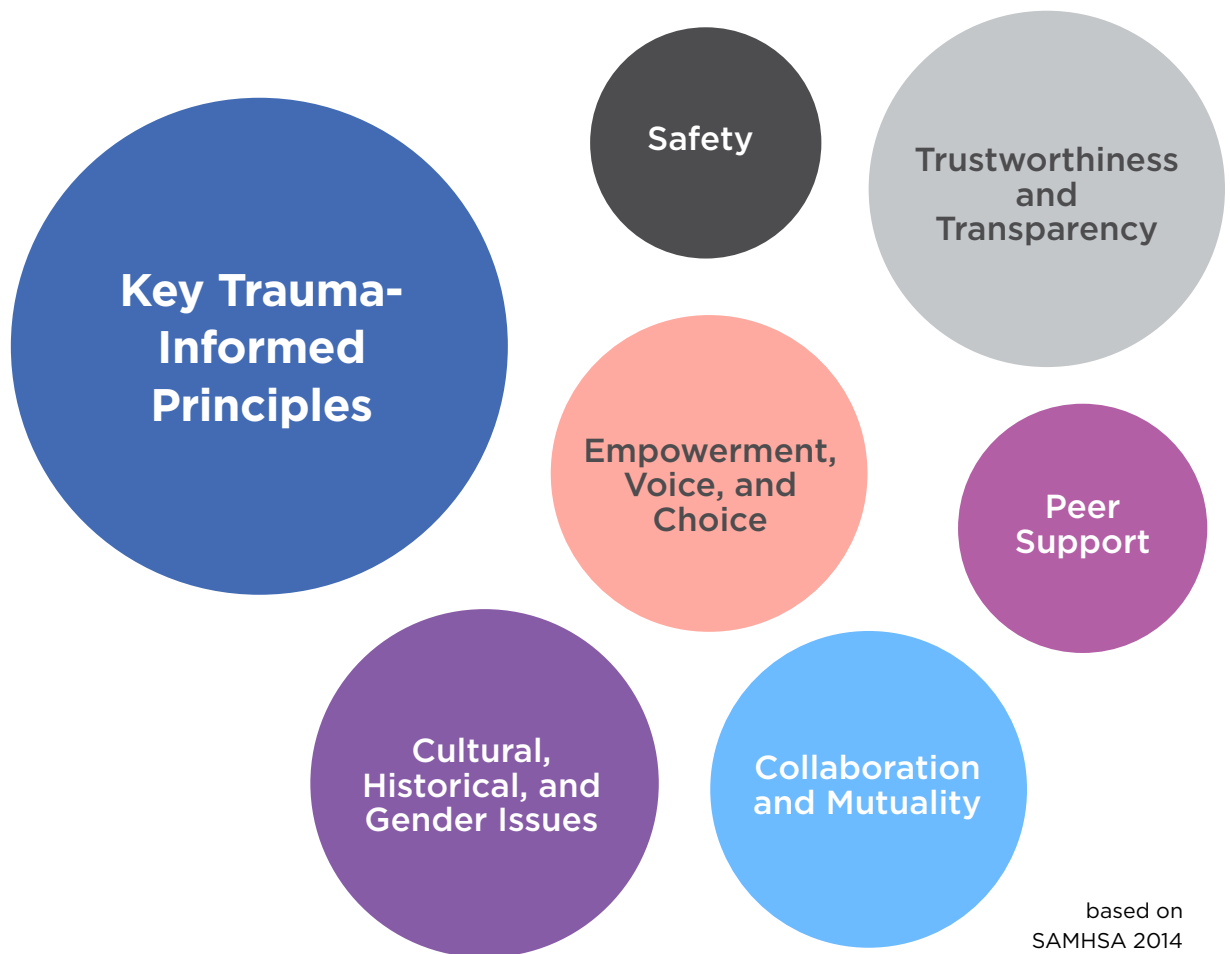 Key Trauma-
Informed
Principles
Safety
Trustworthiness
and
Transparency
Empowerment,
Voice, and
Choice
Peer
Support
Cultural,
Historical, and
Gender Issues
Collaboration
and Mutuality
based on
SAMHSA 2014